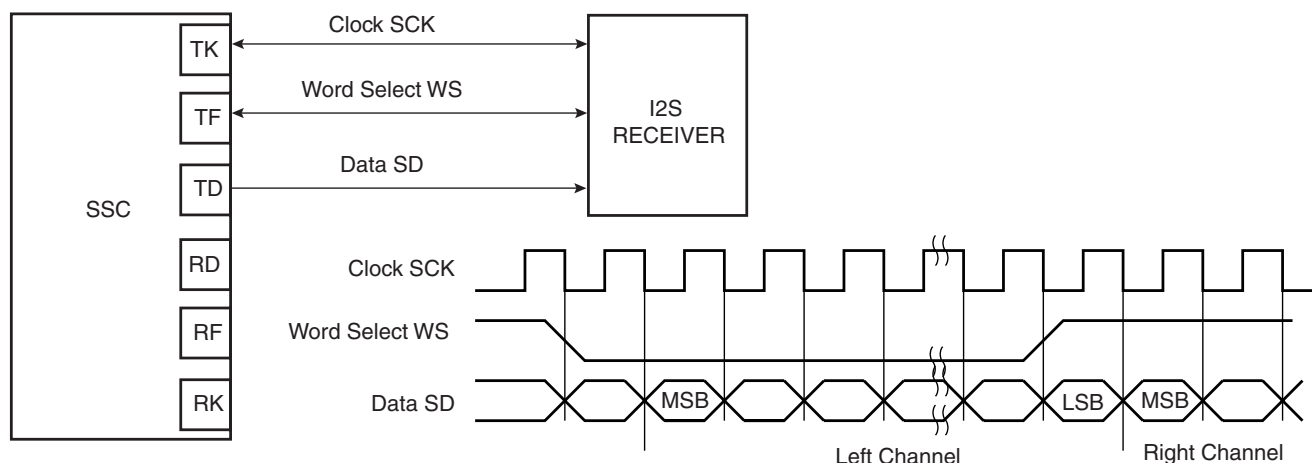 TK
Clock SCK
TF
Word Select WS
I2S
RECEIVER
TD
Data SD
SSC
RD
RF
RK
Clock SCK
Word Select WS
Data SD
MSB
LSB
MSB
Left Channel
Right Channel